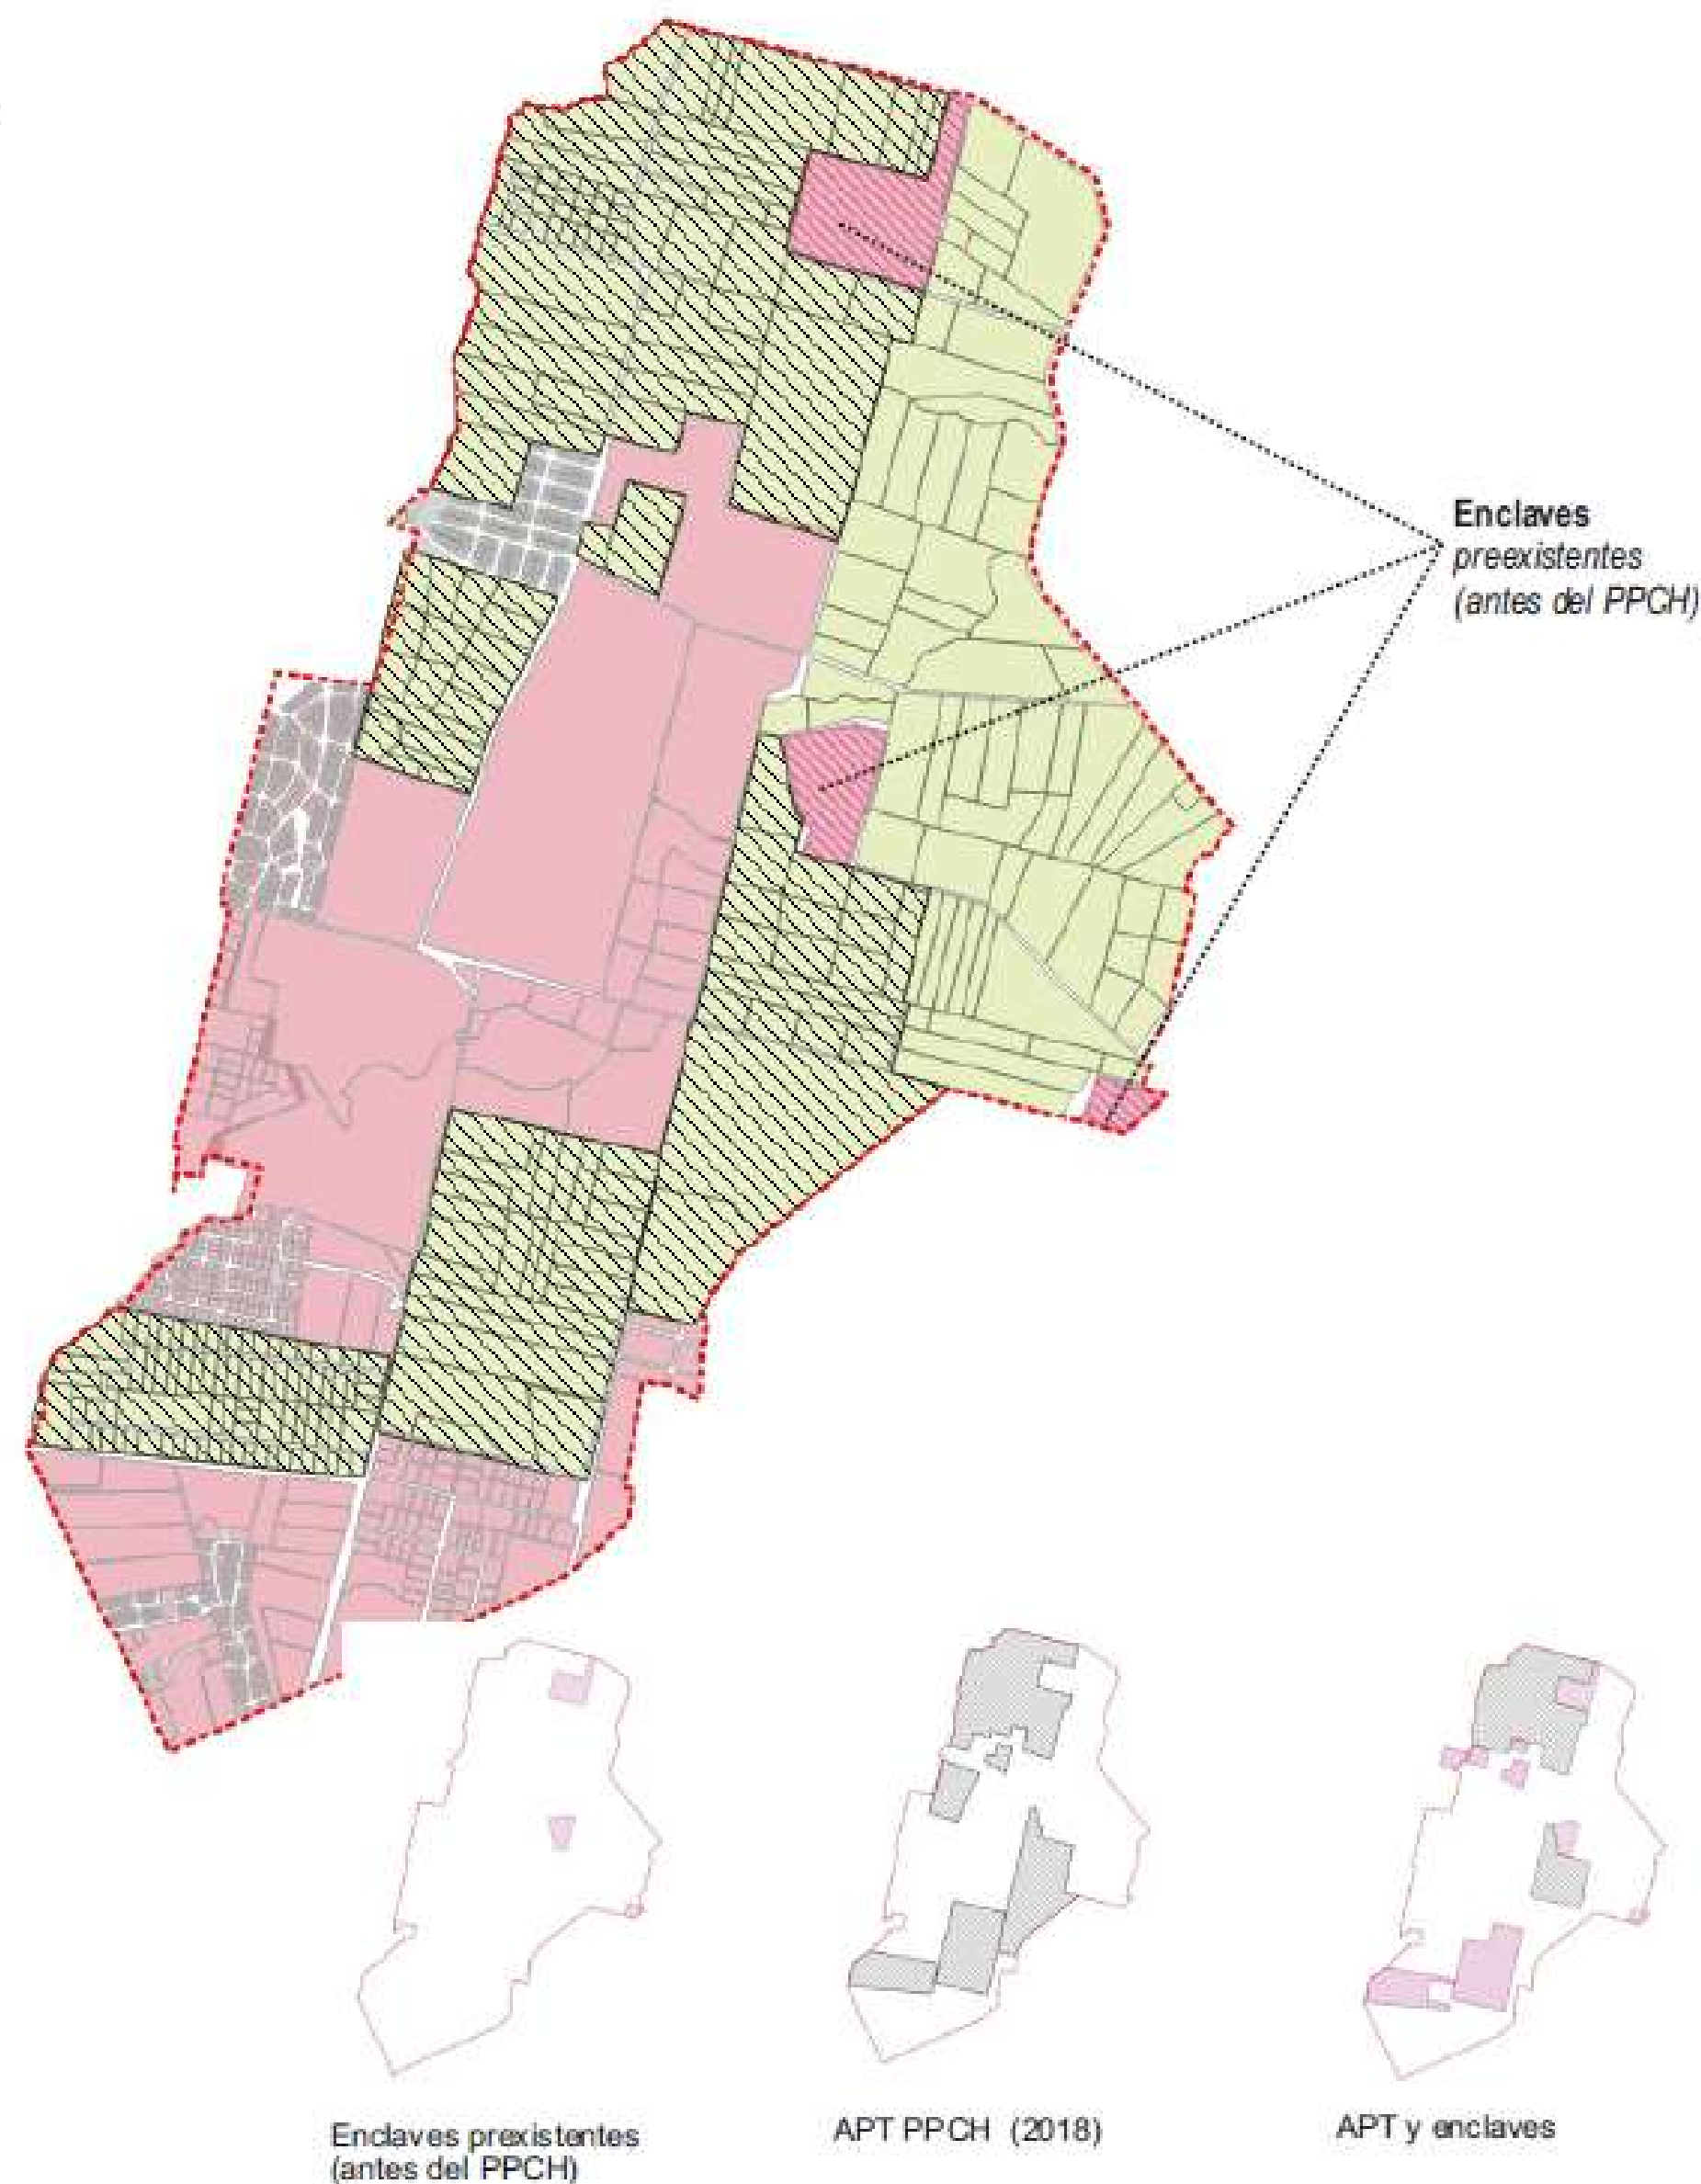 Enclaves
preexistentes
(antes del PPCH)
Enclaves prexistentes
(antes del PPCH)
APT PPCH (2018)
APT y enclaves